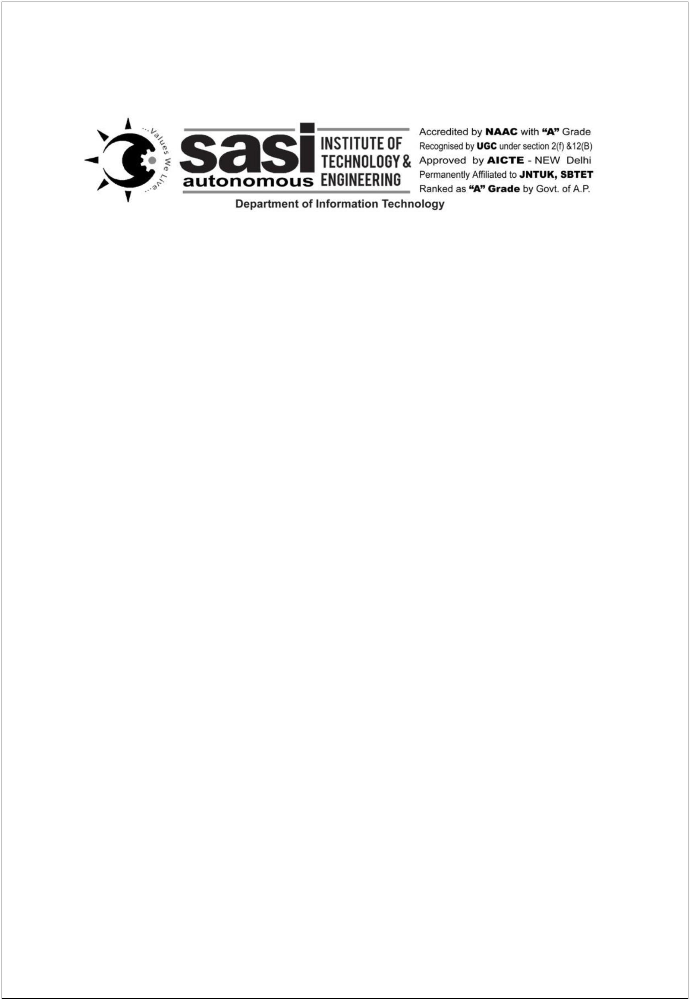 ...Values We Live...
sasi
autonomous
INSTITUTE OF
TECHNOLOGY &
ENGINEERING
Accredited by NAAC with “A” Grade
Recognised by UGC under section 2(f) &12(B)
Approved by AICTE - NEW Delhi
Permanently Affiliated to JNTUK, SBTET
Ranked as “A” Grade by Govt. of A.P.
Department of Information Technology